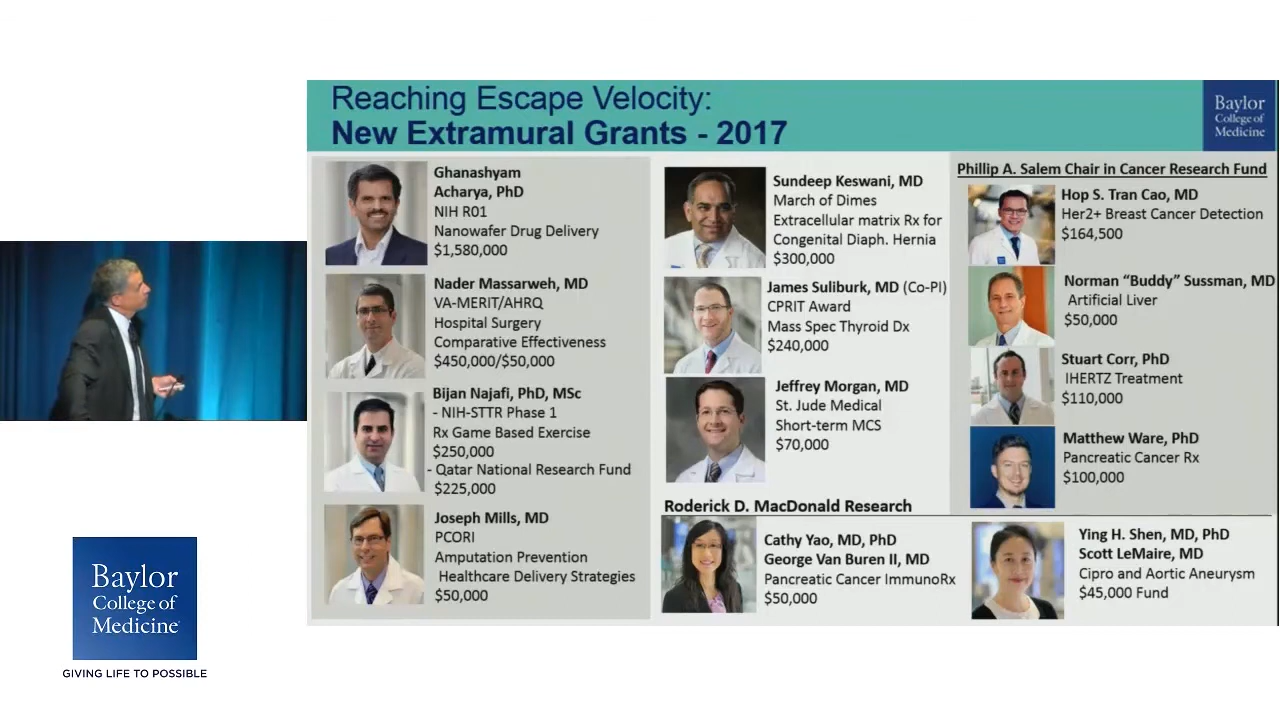 Reaching Escape Velocity:
New Extramural Grants - 2017
Baylor
College of
Medicine
Ghanashyam
Acharya, PhD
NIH R01
Nanowafer Drug Delivery
$1,580,000
Nader Massarweh, MD
VA-MERIT/AHRQ
Hospital Surgery
Comparative Effectiveness
$450,000/$50,000
Bijan Najafi, PhD, MSc
- NIH-STTR Phase 1
Rx Game Based Exercise
$250,000
- Qatar National Research Fund
$225,000
Joseph Mills, MD
PCORI
Amputation Prevention
Healthcare Delivery Strategies
$50,000
Sundeep Keswani, MD
March of Dimes
Extracellular matrix Rx for
Congenital Diaph. Hernia
$300,000
James Suliburk, MD (Co-PI)
CPRIT Award
Mass Spec Thyroid Dx
$240,000
Jeffrey Morgan, MD
St. Jude Medical
Short-term MCS
$70,000
Phillip A. Salem Chair in Cancer Research Fund
Hop S. Tran Cao, MD
Her2+ Breast Cancer Detection
$164,500
Norman “Buddy” Sussman, MD
Artificial Liver
$50,000
Stuart Corr, PhD
IHERTZ Treatment
$110,000
Matthew Ware, PhD
Pancreatic Cancer Rx
$100,000
Roderick D. MacDonald Research
Cathy Yao, MD, PhD
George Van Buren II, MD
Pancreatic Cancer ImmunoRx
$50,000
Ying H. Shen, MD, PhD
Scott LeMaire, MD
Cipro and Aortic Aneurysm
$45,000 Fund
Baylor
College of
Medicine
GIVING LIFE TO POSSIBLE